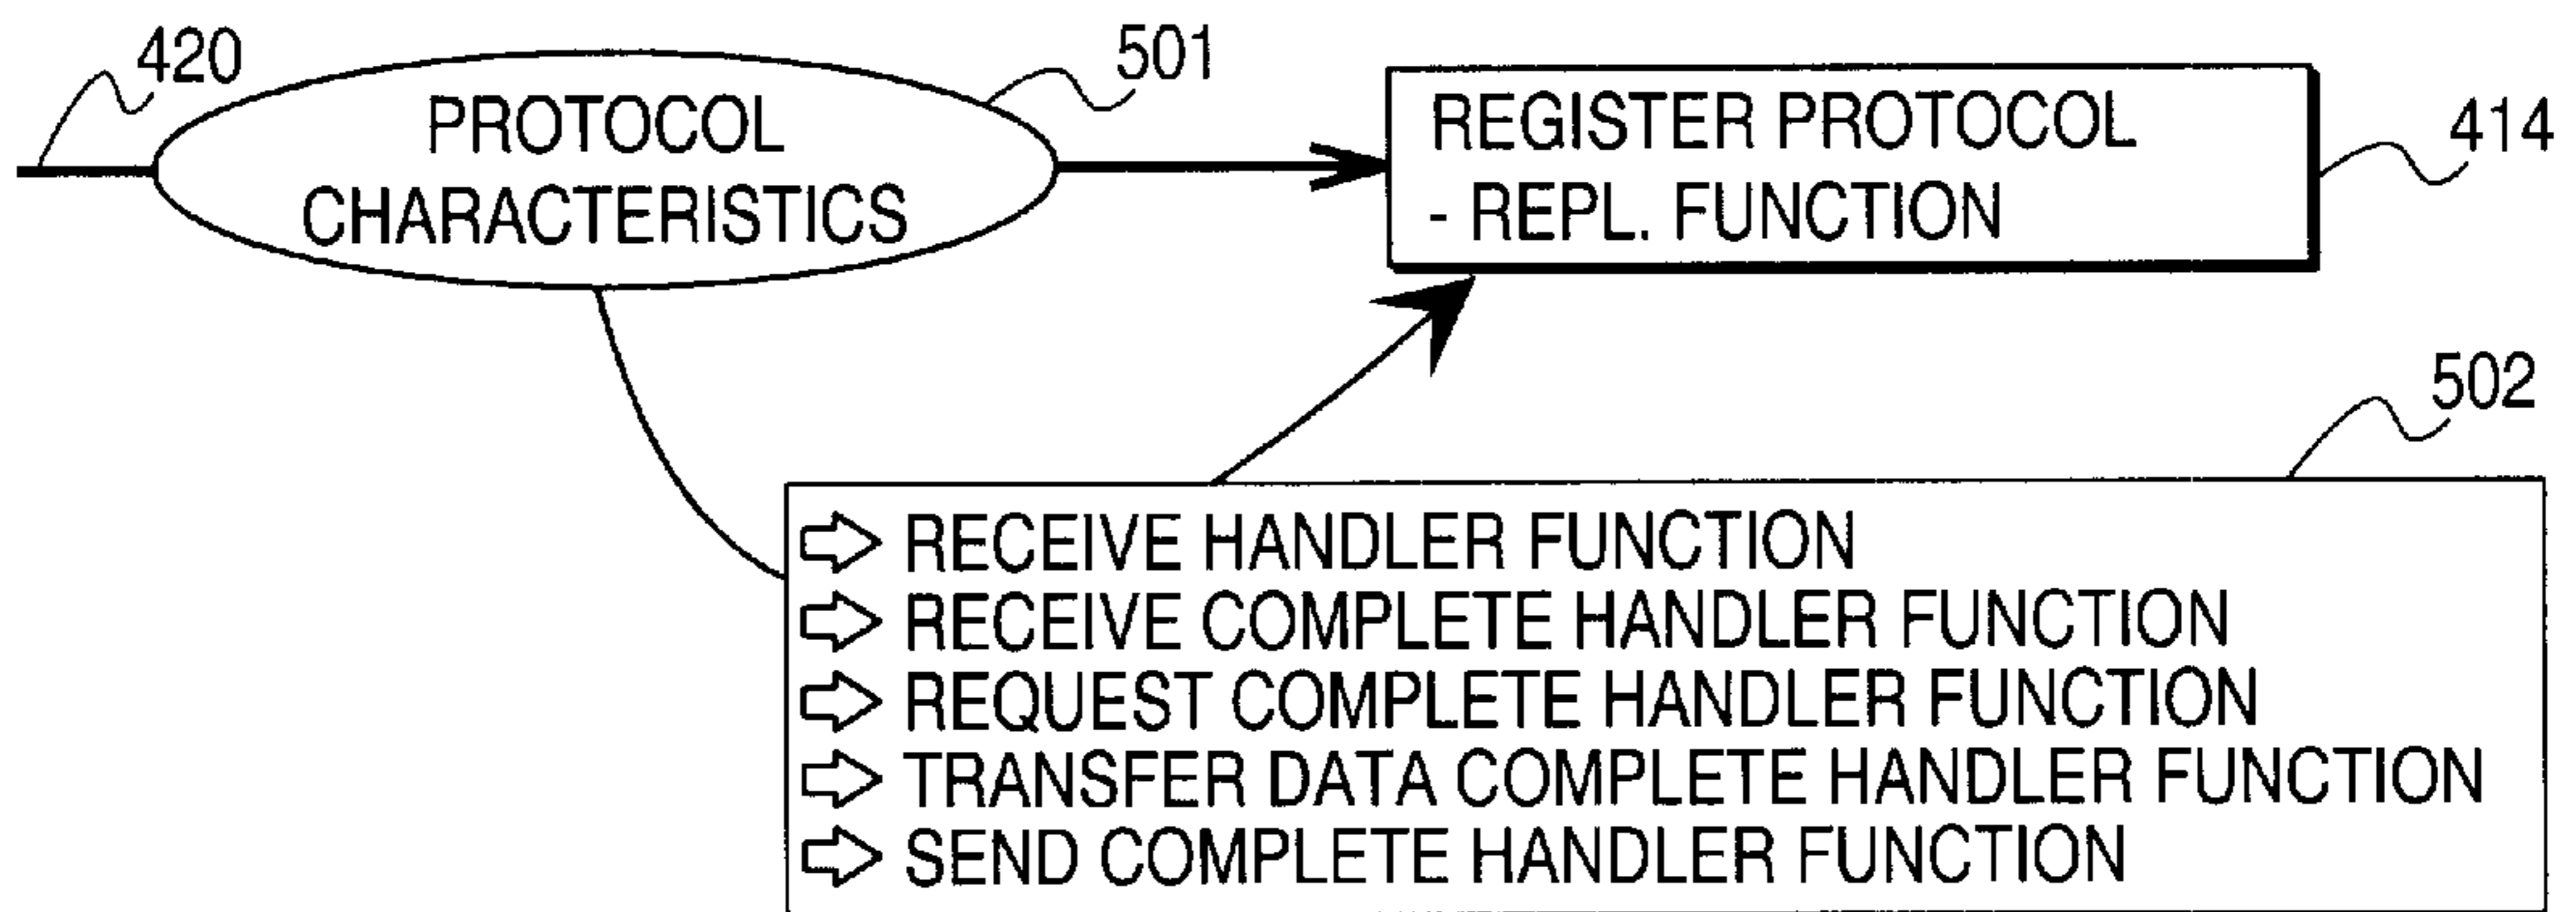 420
501
PROTOCOL
CHARACTERISTICS
REGISTER PROTOCOL
- REPL. FUNCTION
414
502
RECEIVE HANDLER FUNCTION
RECEIVE COMPLETE HANDLER FUNCTION
REQUEST COMPLETE HANDLER FUNCTION
TRANSFER DATA COMPLETE HANDLER FUNCTION
SEND COMPLETE HANDLER FUNCTION